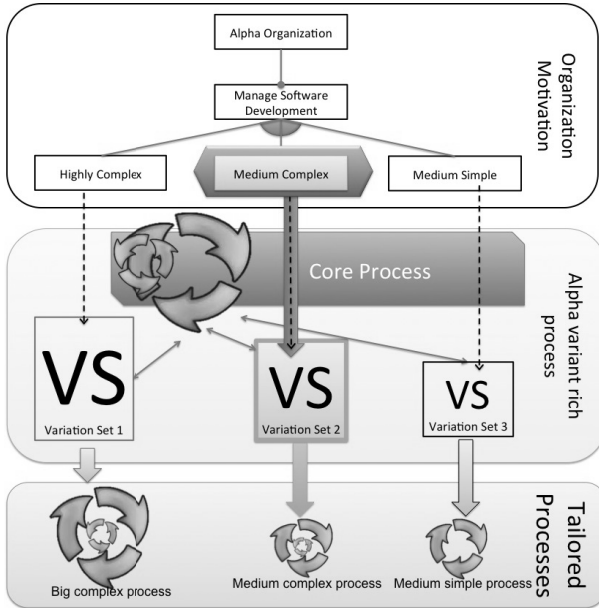 Alpha Organization
Manage Software
Development
Highly Complex
Medium Complex
Medium Simple
Organization
Motivation
Core Process
VS
Variation Set 1
VS
Variation Set 2
VS
Variation Set 3
Alpha variant rich
process
Big complex process
Medium complex process
Medium simple process
Tailored
Processes